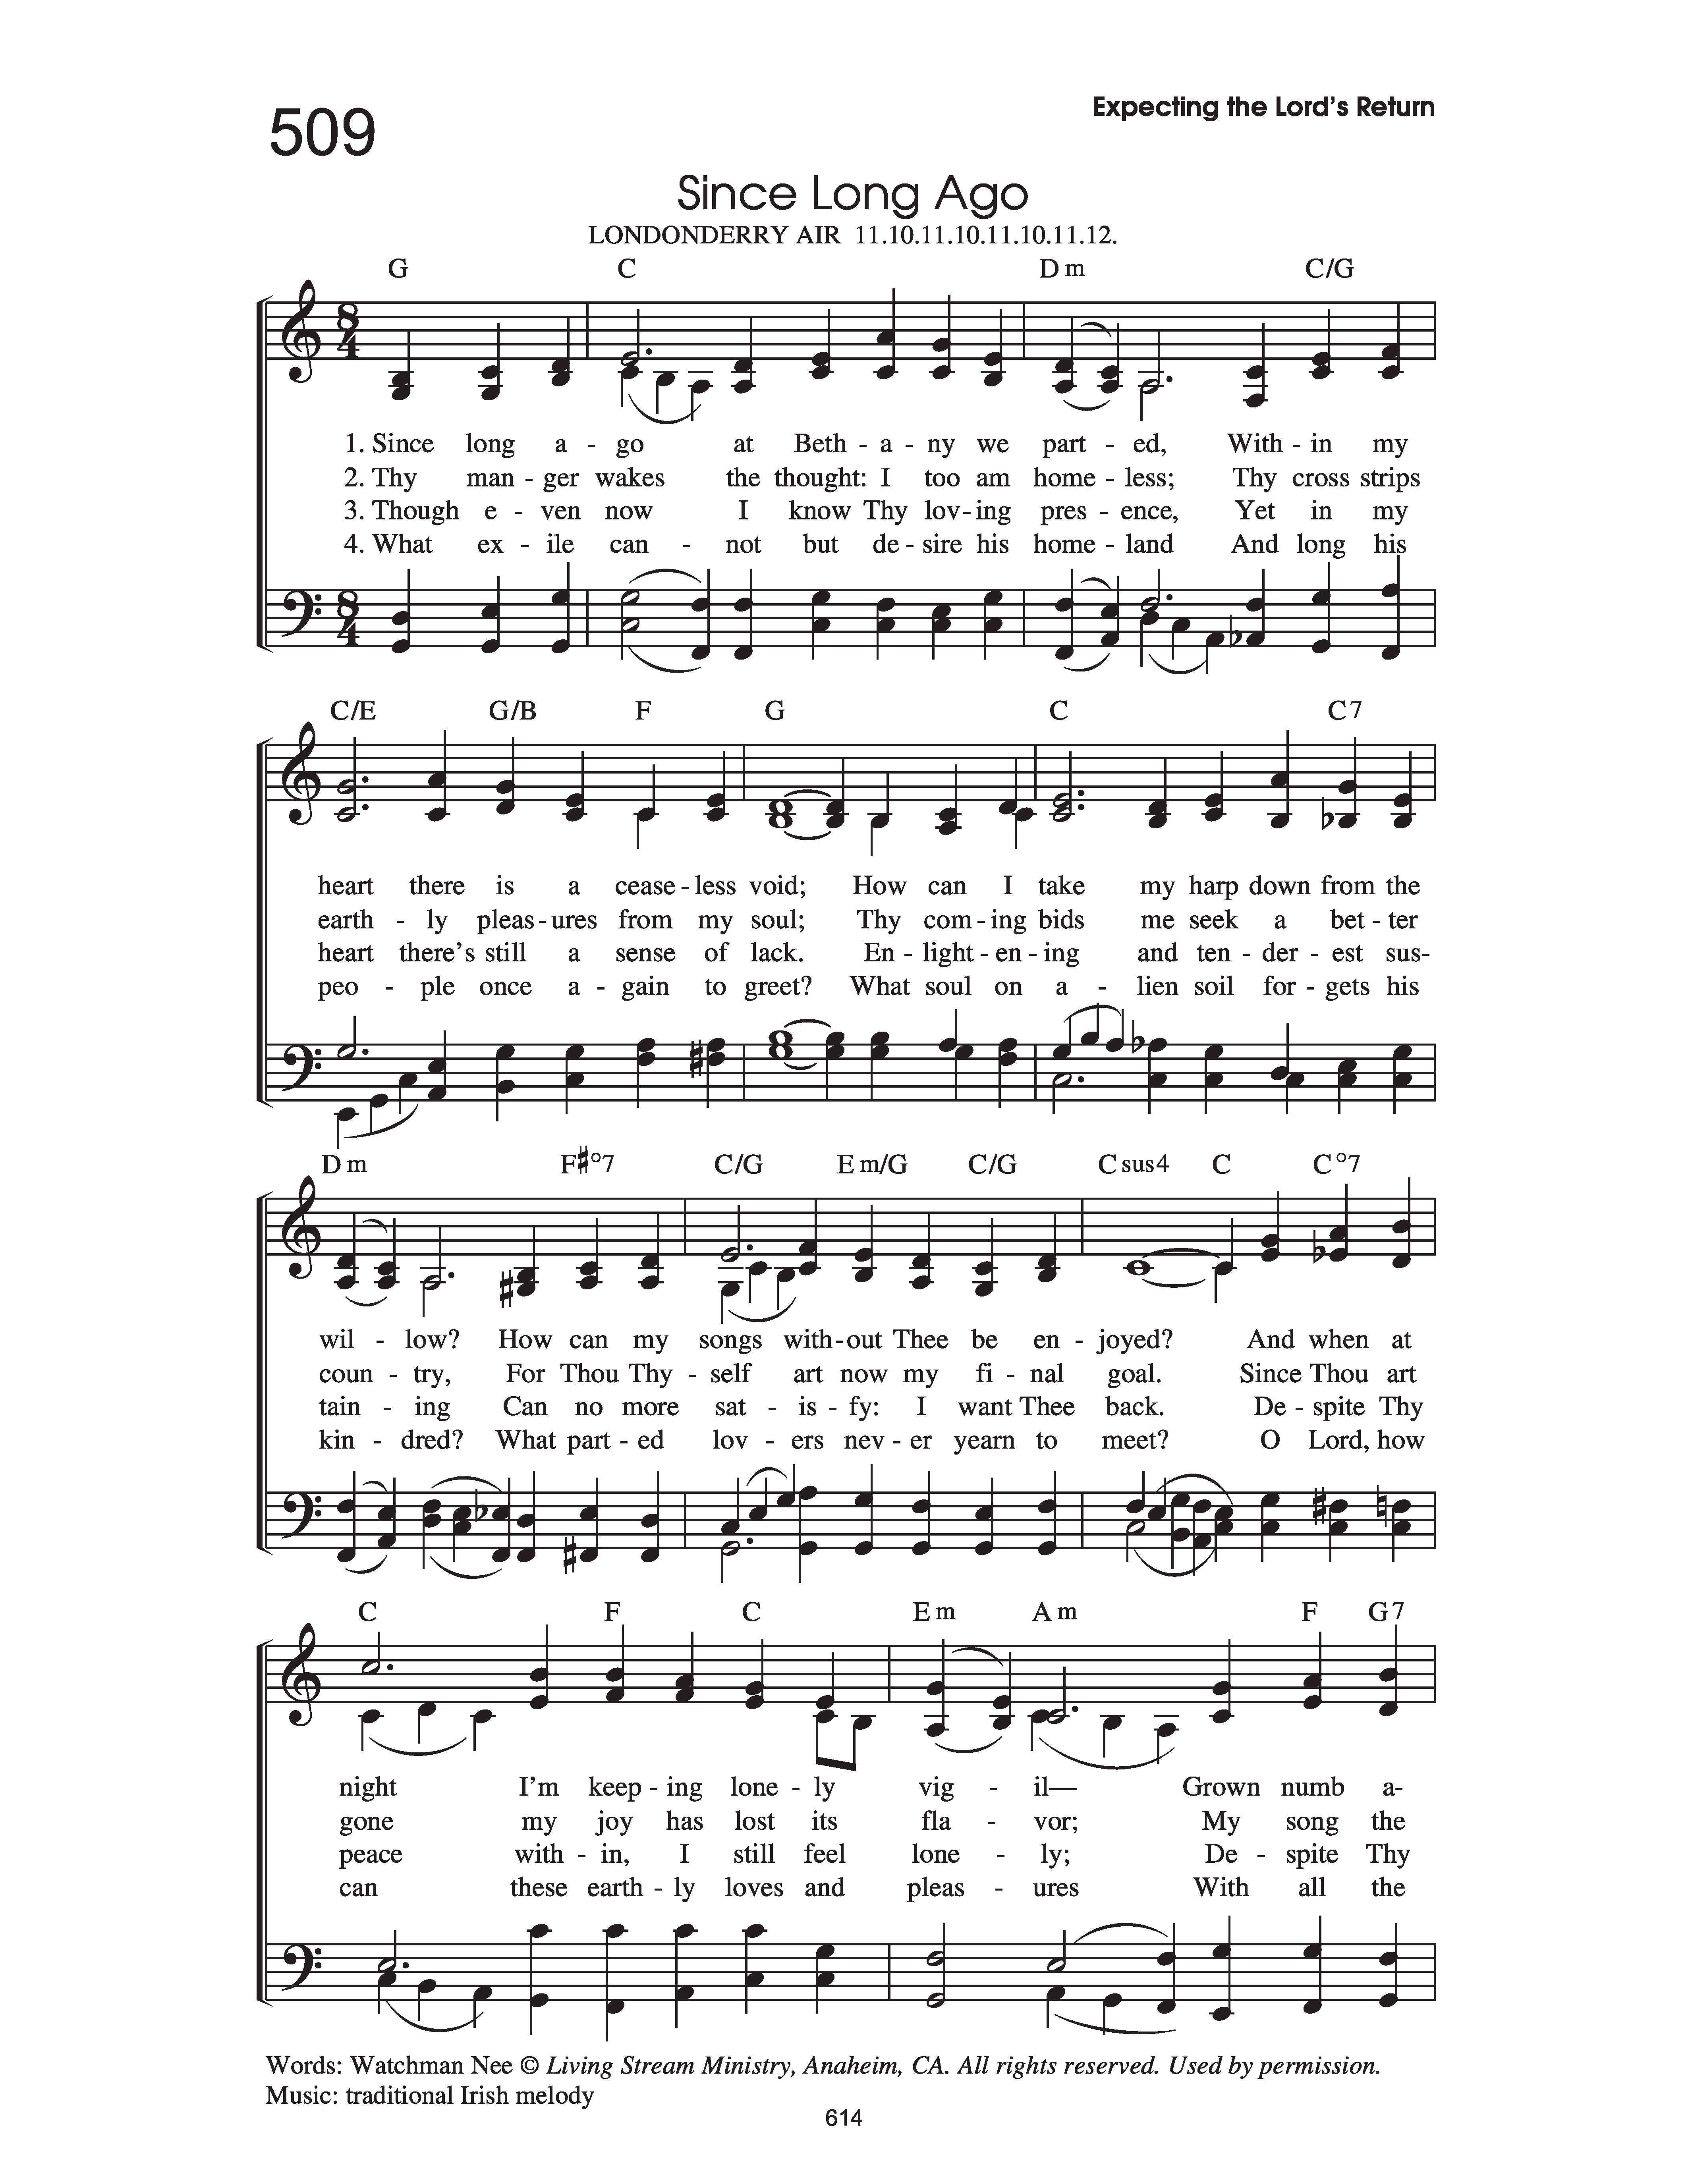 Expecting the Lord's Return
509
Since Long Ago
LONDONDERRY AIR 11.10.11.10.11.10.11.12.
G C Dm C/G
8 4
1. Since long a - go at Beth - a - ny we part - ed, With - in my
2. Thy man - ger wakes the thought: I too am home - less; Thy cross strips
3. Though e - ven now I know Thy lov - ing pres - ence, Yet in my
4. What ex - ile can - not but de - sire his home - land And long his
8 4
C/E G/B F G C C7
heart there is a cease - less void; How can I take my harp down from the
earth - ly pleas - ures from my soul; Thy com - ing bids me seek a bet - ter
heart there's still a sense of lack. En - light - en - ing and ten - der - est sus-
peo - ple once a - gain to greet? What soul on a - lien soil for - gets his
Dm F#°7 C/G Em/G C/G Csus4 C C°7
wil - low? How can my songs with - out Thee be en - joyed? And when at
coun - try, For Thou Thy - self art now my fi - nal goal. Since Thou art
tain - ing Can no more sat - is - fy: I want Thee back. De - spite Thy
kin - dred? What part - ed lov - ers nev - er yearn to meet? O Lord, how
C F C Em Am F G7
night I'm keep - ing lone - ly vig - il— Grown numb a-
gone my joy has lost its fla - vor; My song the
peace with - in, I still feel lone - ly; De - spite Thy
can these earth - ly loves and pleas - ures With all the
Words: Watchman Nee © Living Stream Ministry, Anaheim, CA. All rights reserved. Used by permission.
Music: traditional Irish melody
614